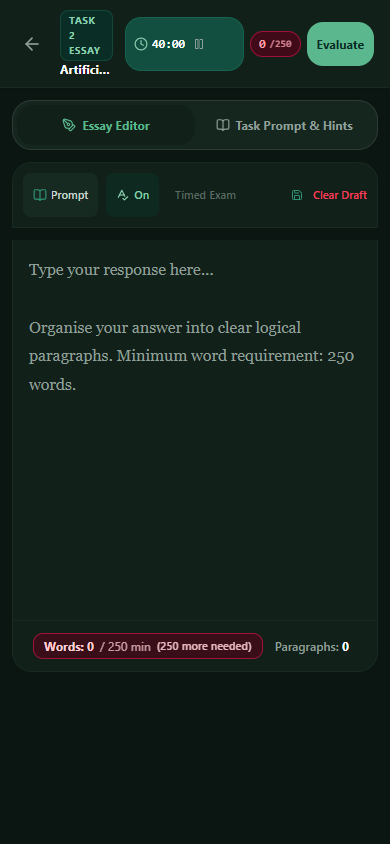 TASK
2
ESSAY
Artifici...
40:00
0 /250
Evaluate
Essay Editor
Task Prompt & Hints
Prompt
On
Timed Exam
Clear Draft
Type your response here...
Organise your answer into clear logical
paragraphs. Minimum word requirement: 250
words.
Words: 0 / 250 min (250 more needed)
Paragraphs: 0